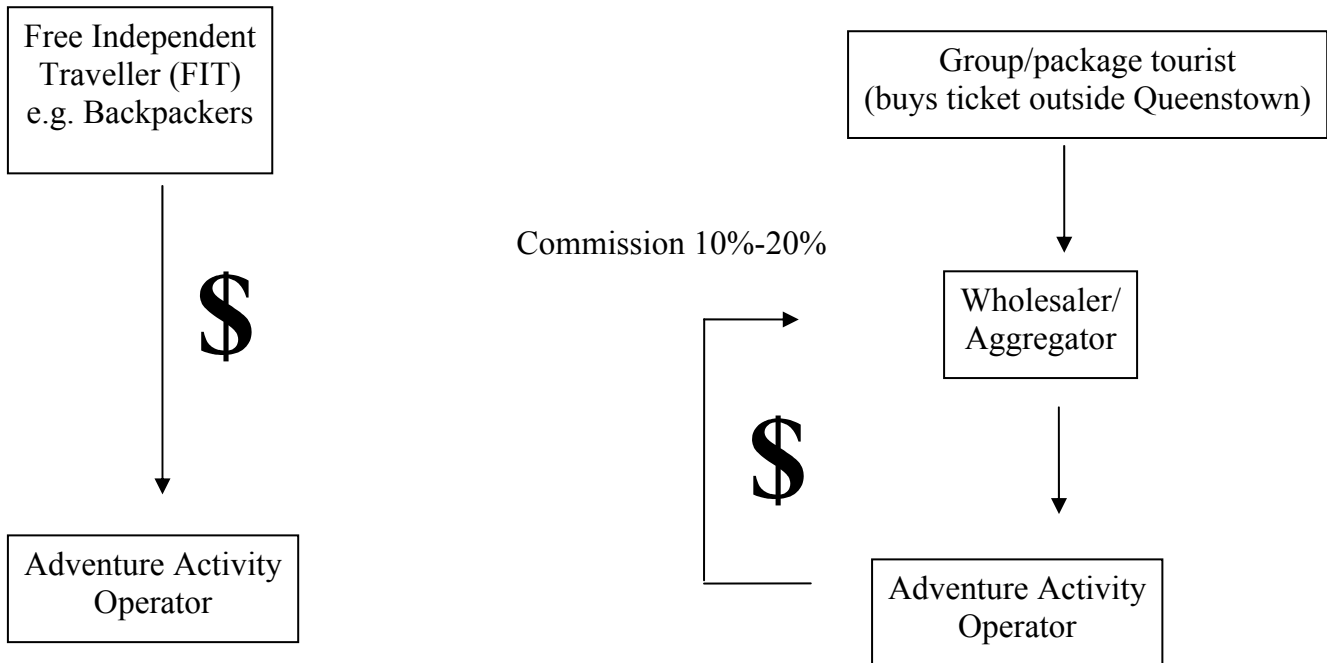 Free Independent
Traveller (FIT)
e.g. Backpackers
$
Adventure Activity
Operator
Group/package tourist
(buys ticket outside Queenstown)
Commission 10%-20%
Wholesaler/
Aggregator
$
Adventure Activity
Operator